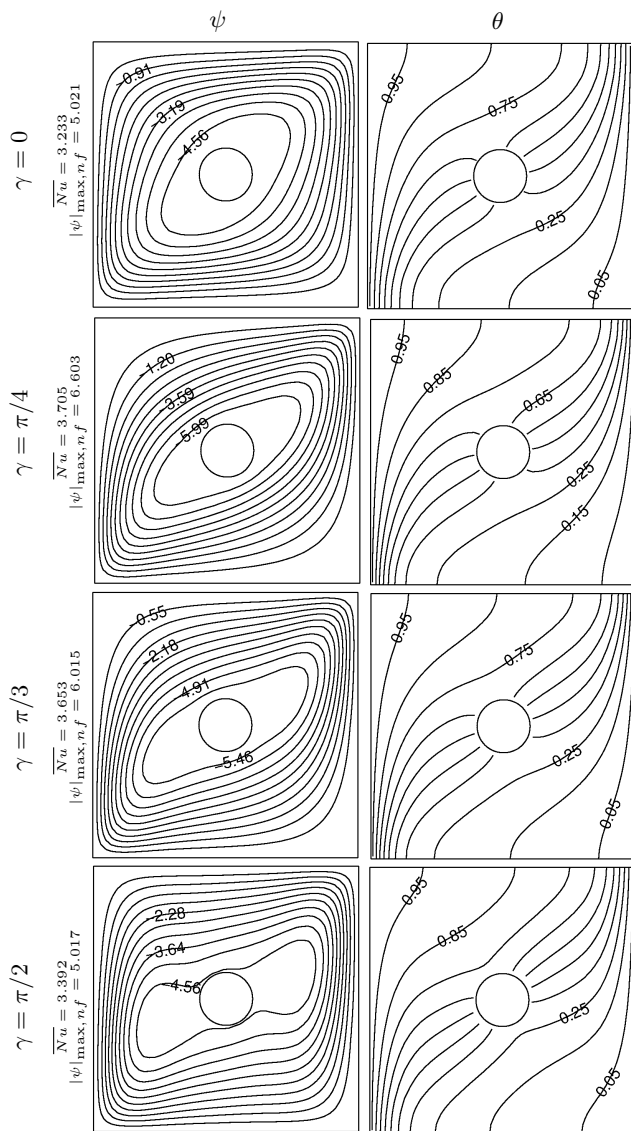 ψ θ
γ = 0
Nu = 3.233
|ψ|max,nf = 5.021
−0.91
−3.19
−4.56
0.95
0.75
0.25
0.05
γ = π/4
Nu = 3.705
|ψ|max,nf = 6.603
−1.20
−3.59
−5.99
0.95
0.85
0.65
0.25
0.15
γ = π/3
Nu = 3.653
|ψ|max,nf = 6.015
−0.55
−2.18
4.91
−5.46
0.95
0.75
0.25
0.05
γ = π/2
Nu = 3.392
|ψ|max,nf = 5.017
−2.28
−3.64
−4.56
0.95
0.85
0.25
0.05